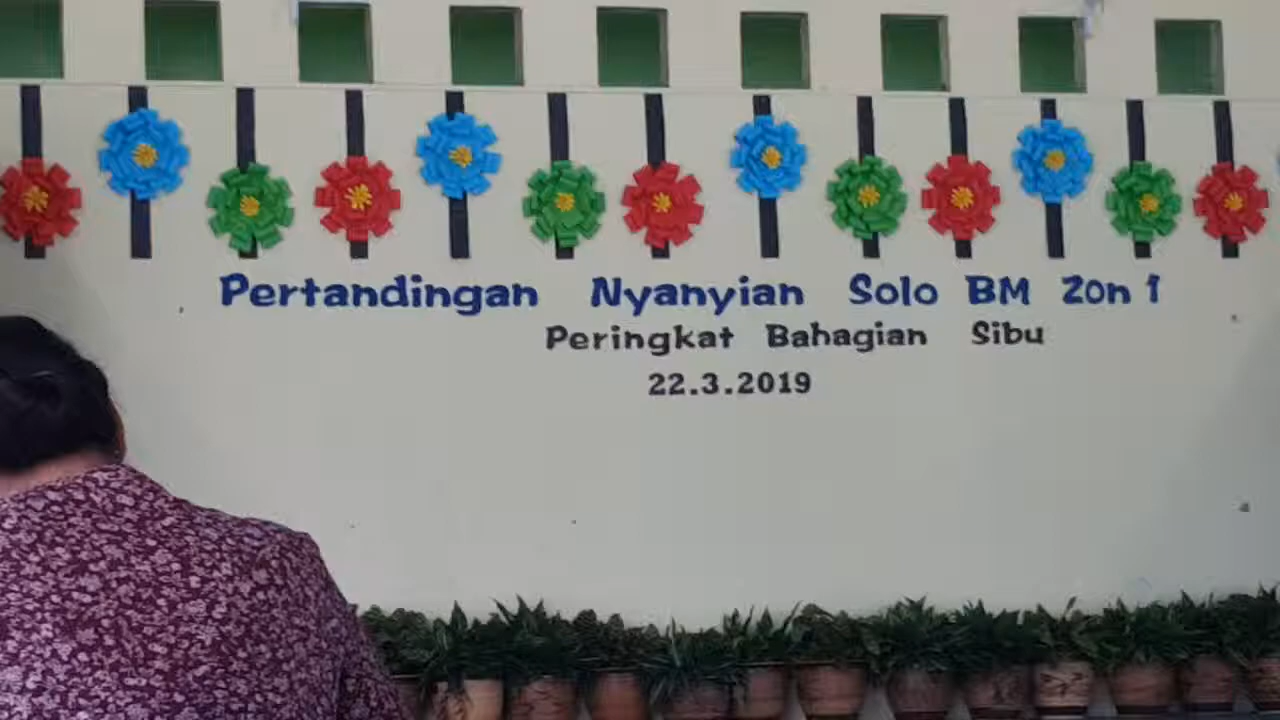 Pertandingan Nyanyian Solo BM Zon 1
Peringkat Bahagian Sibu
22.3.2019